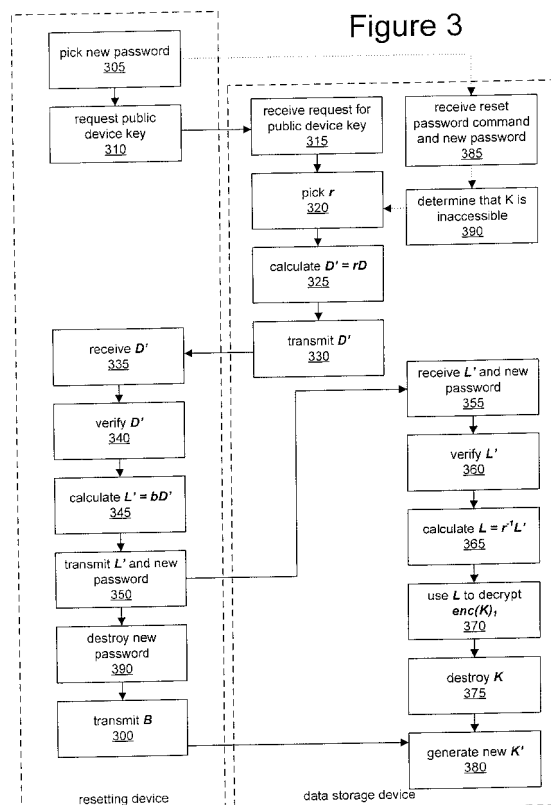 Figure 3
pick new password
305
request public
device key
310
receive request for
public device key
315
receive reset
password command
and new password
385
pick r
320
determine that K is
inaccessible
390
calculate D' = rD
325
transmit D'
330
receive D'
335
receive L' and new
password
355
verify D'
340
verify L'
360
calculate L' = bD'
345
calculate L = r⁻¹L'
365
transmit L' and new
password
350
use L to decrypt
enc(K)₁
370
destroy new
password
390
destroy K
375
transmit B
300
generate new K'
380
resetting device
data storage device